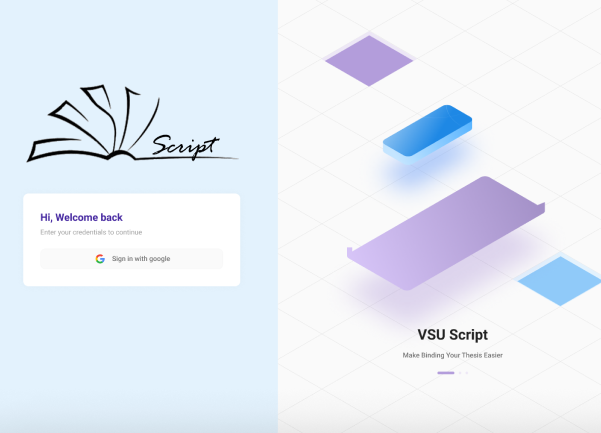 Script
Hi, Welcome back
Enter your credentials to continue
Sign in with google
VSU Script
Make Binding Your Thesis Easier